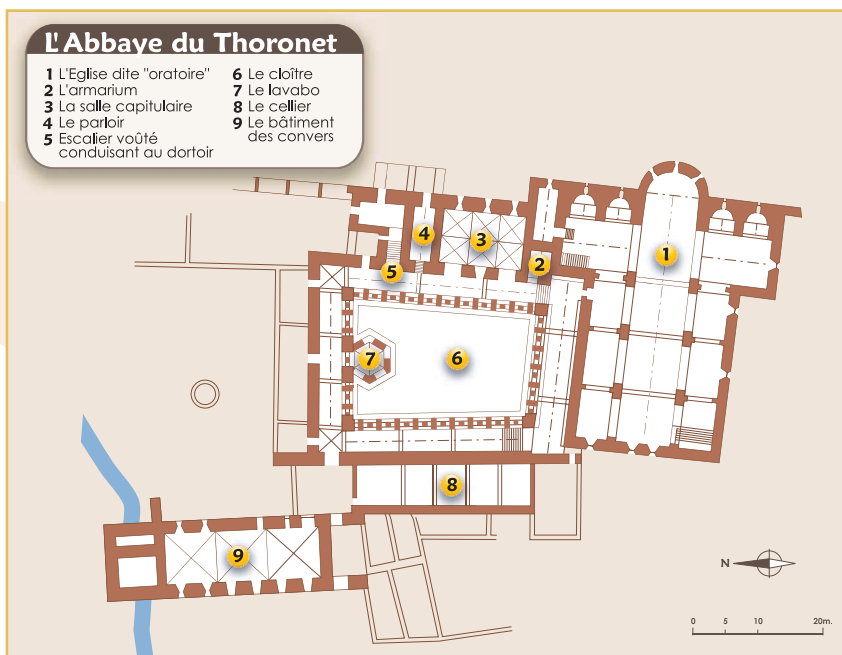 L'Abbaye du Thoronet
1 L'Eglise dite "oratoire"
2 L'armarium
3 La salle capitulaire
4 Le parloir
5 Escalier voûté
conduisant au dortoir
6 Le cloître
7 Le lavabo
8 Le cellier
9 Le bâtiment
des convers
4
3
1
2
5
7
6
8
9
N
0 5 10 20m.